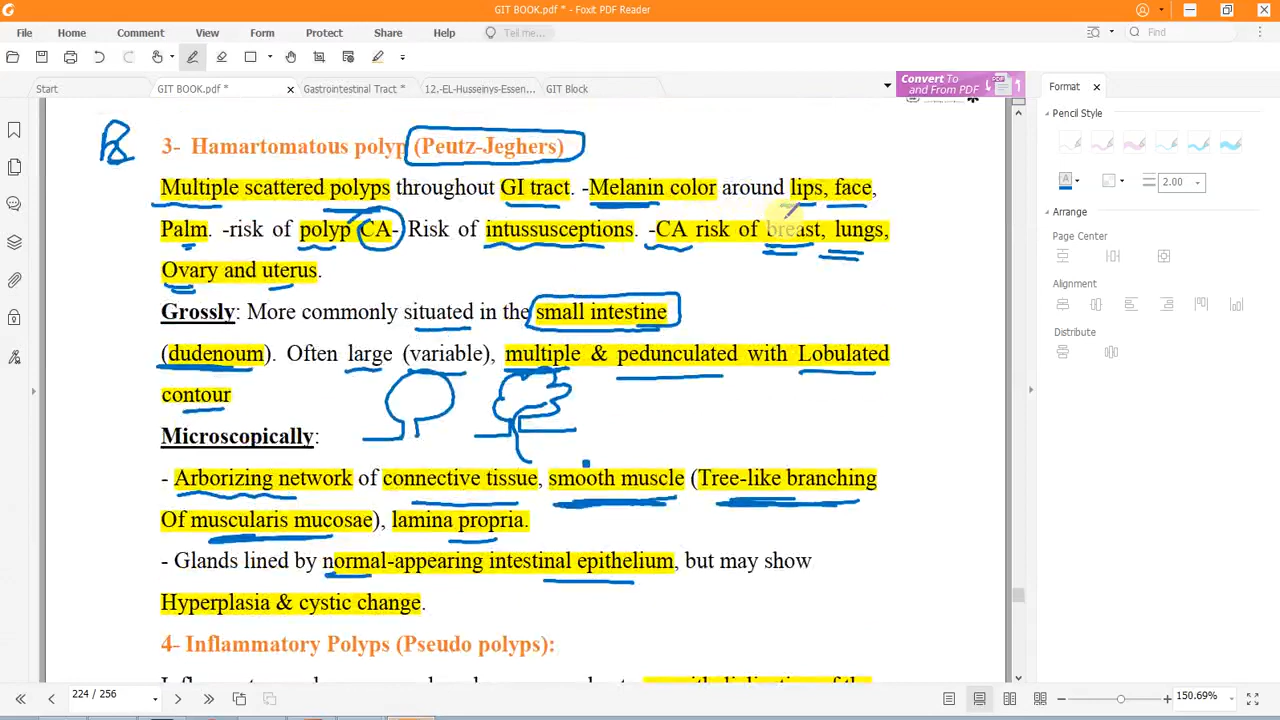 GIT BOOK.pdf * - Foxit PDF Reader
File Home Comment View Form Protect Share Help Tell me... Find
Start GIT BOOK.pdf * Gastrointestinal Tract * 12.-EL-Husseinys-Essen... GIT Block
Convert To
and From PDF
PDF
3- Hamartomatous polyp (Peutz-Jeghers)
Multiple scattered polyps throughout GI tract. -Melanin color around lips, face,
Palm. -risk of polyp CA- Risk of intussusceptions. -CA risk of breast, lungs,
Ovary and uterus.
Grossly: More commonly situated in the small intestine
(dudenoum). Often large (variable), multiple & pedunculated with Lobulated
contour
Microscopically:
- Arborizing network of connective tissue, smooth muscle (Tree-like branching
Of muscularis mucosae), lamina propria.
- Glands lined by normal-appearing intestinal epithelium, but may show
Hyperplasia & cystic change.
4- Inflammatory Polyps (Pseudo polyps):
Format
Pencil Style
2.00
Arrange
Page Center
Alignment
Distribute
224 / 256
150.69%